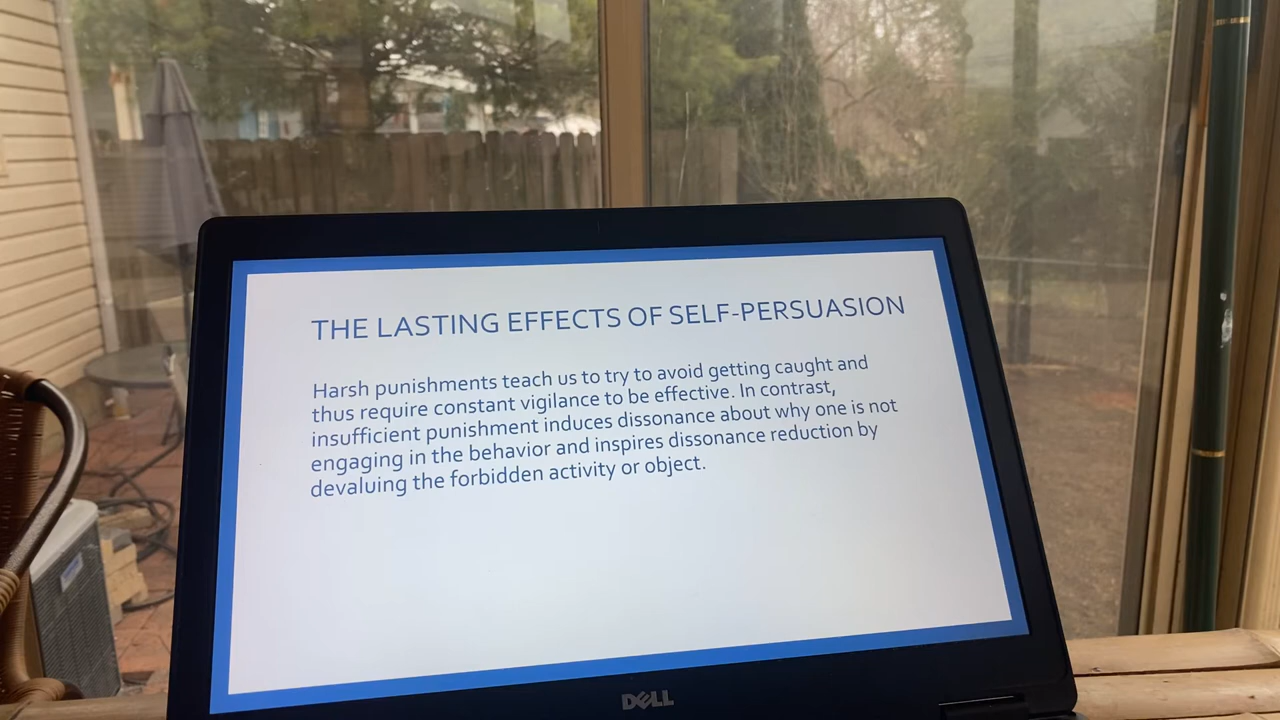 THE LASTING EFFECTS OF SELF-PERSUASION
Harsh punishments teach us to try to avoid getting caught and
thus require constant vigilance to be effective. In contrast,
insufficient punishment induces dissonance about why one is not
engaging in the behavior and inspires dissonance reduction by
devaluing the forbidden activity or object.
DELL